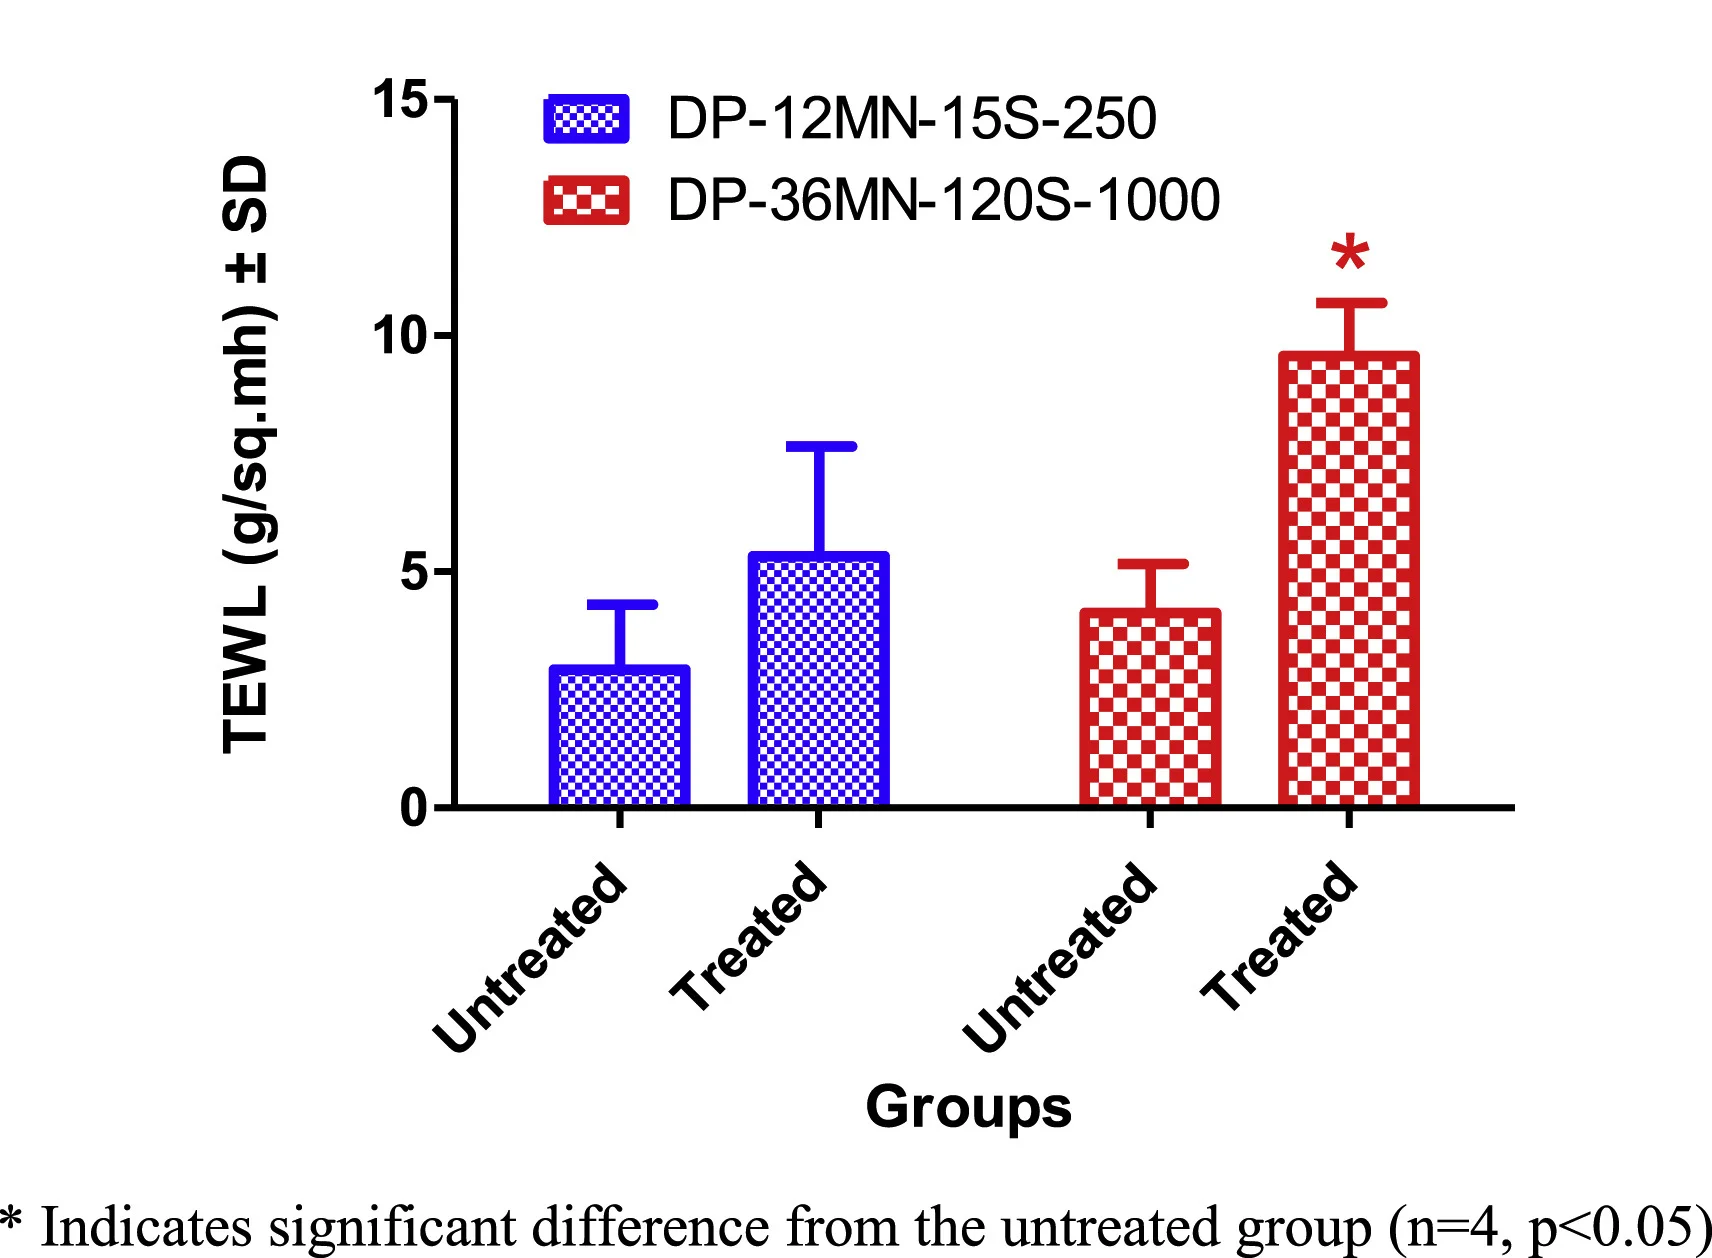 15
DP-12MN-15S-250
DP-36MN-120S-1000
*
10
5
0
TEWL (g/sq.mh) ± SD
Untreated
Treated
Untreated
Treated
Groups
* Indicates significant difference from the untreated group (n=4, p<0.05)